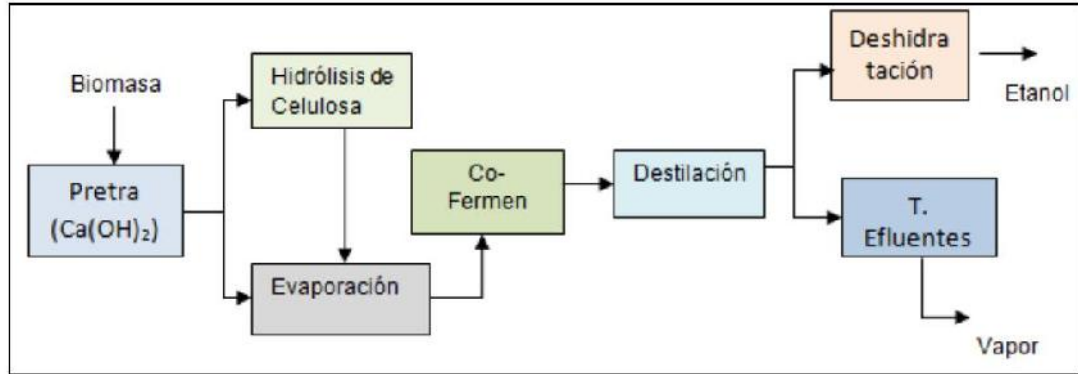 Biomasa
Pretra
(Ca(OH)₂)
Hidrólisis de
Celulosa
Evaporación
Co-
Fermen
Destilación
Deshidra
tación
Etanol
T.
Efluentes
Vapor